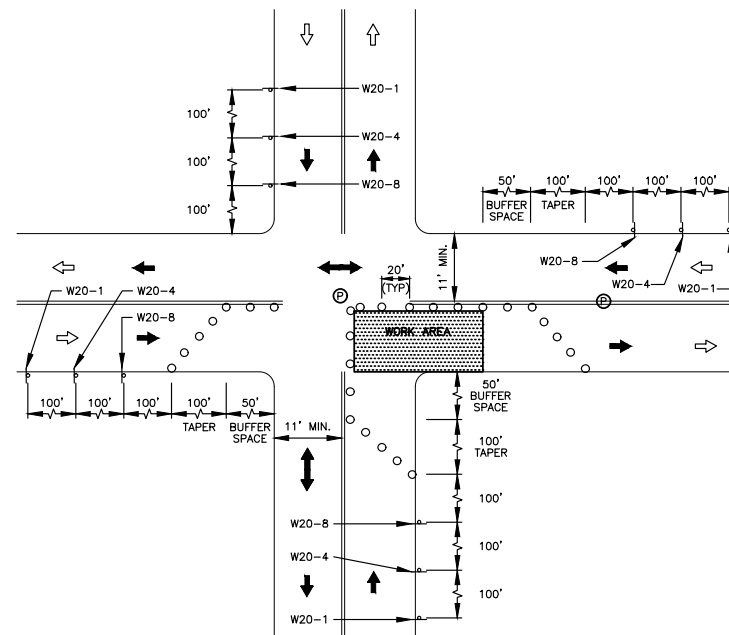 W20-1
100'
W20-4
100'
W20-8
100'
50' 100' 100' 100' 100'
BUFFER SPACE
TAPER
11' MIN.
W20-8
W20-4
W20-1
20'
(TYP)
P
P
W20-1
W20-4
W20-8
WORK AREA
100' 100' 100' 100' 50'
TAPER
BUFFER SPACE
11' MIN.
50'
BUFFER
SPACE
100'
TAPER
100'
W20-8
100'
W20-4
100'
W20-1